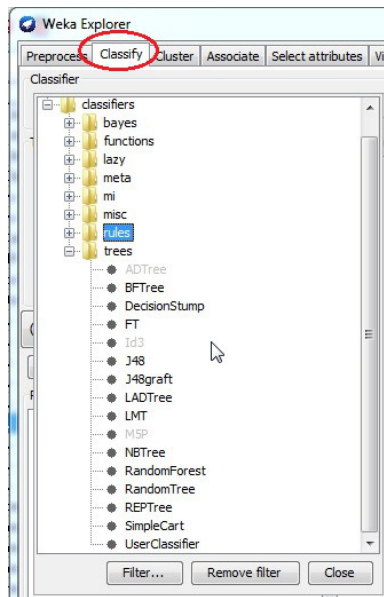 Weka Explorer
Preprocess Classify Cluster Associate Select attributes
Classifier
classifiers
bayes
functions
lazy
meta
mi
misc
rules
trees
ADTree
BFTree
DecisionStump
FT
Id3
J48
J48graft
LADTree
LMT
M5P
NBTree
RandomForest
RandomTree
REPTree
SimpleCart
UserClassifier
Filter... Remove filter Close